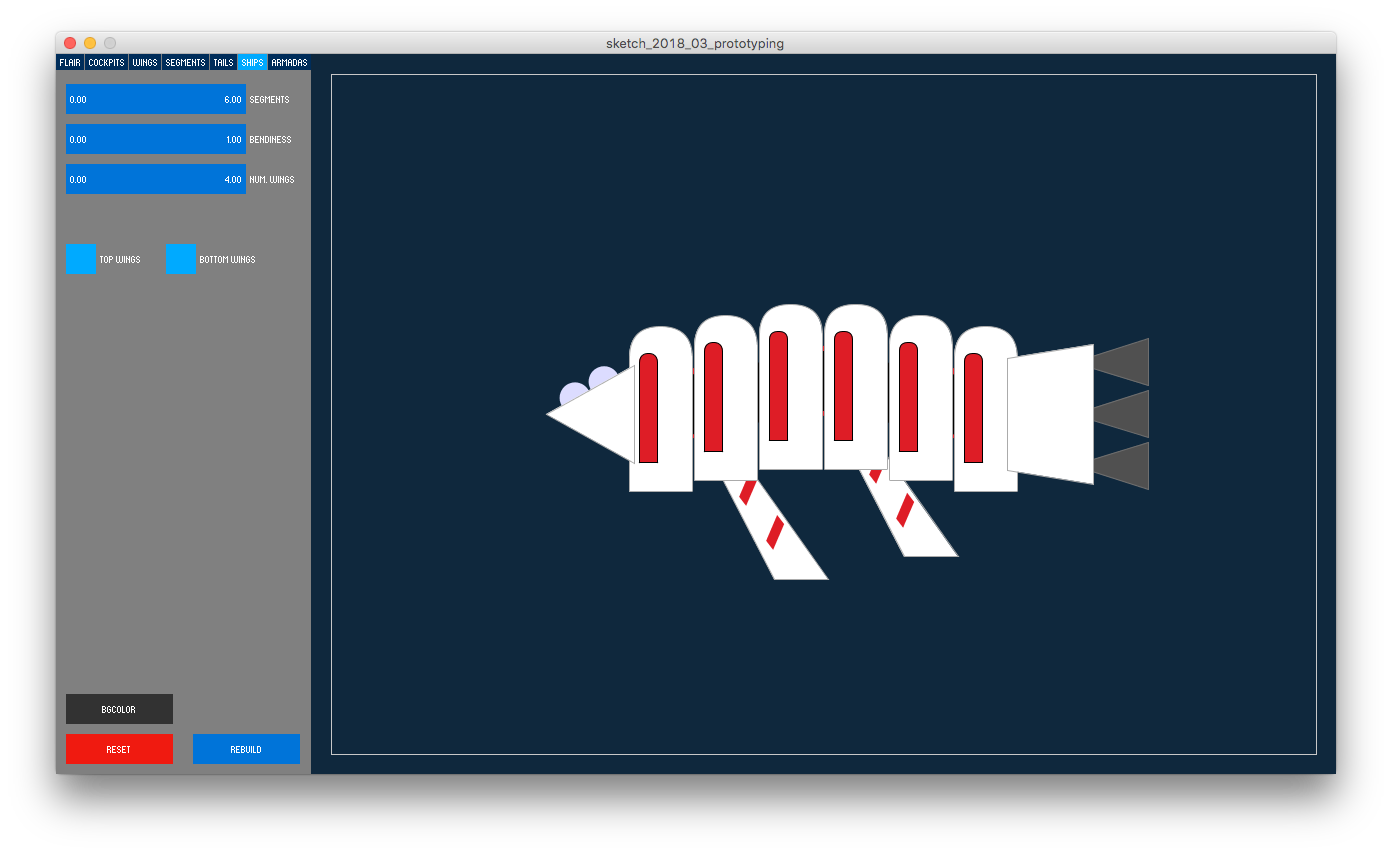 sketch_2018_03_prototyping
FLAIR COCKPITS WINGS SEGMENTS TAILS SHIPS ARMADAS
0.00 6.00 SEGMENTS
0.00 1.00 BENDINESS
0.00 4.00 NUM. WINGS
TOP WINGS BOTTOM WINGS
BGCOLOR
RESET REBUILD